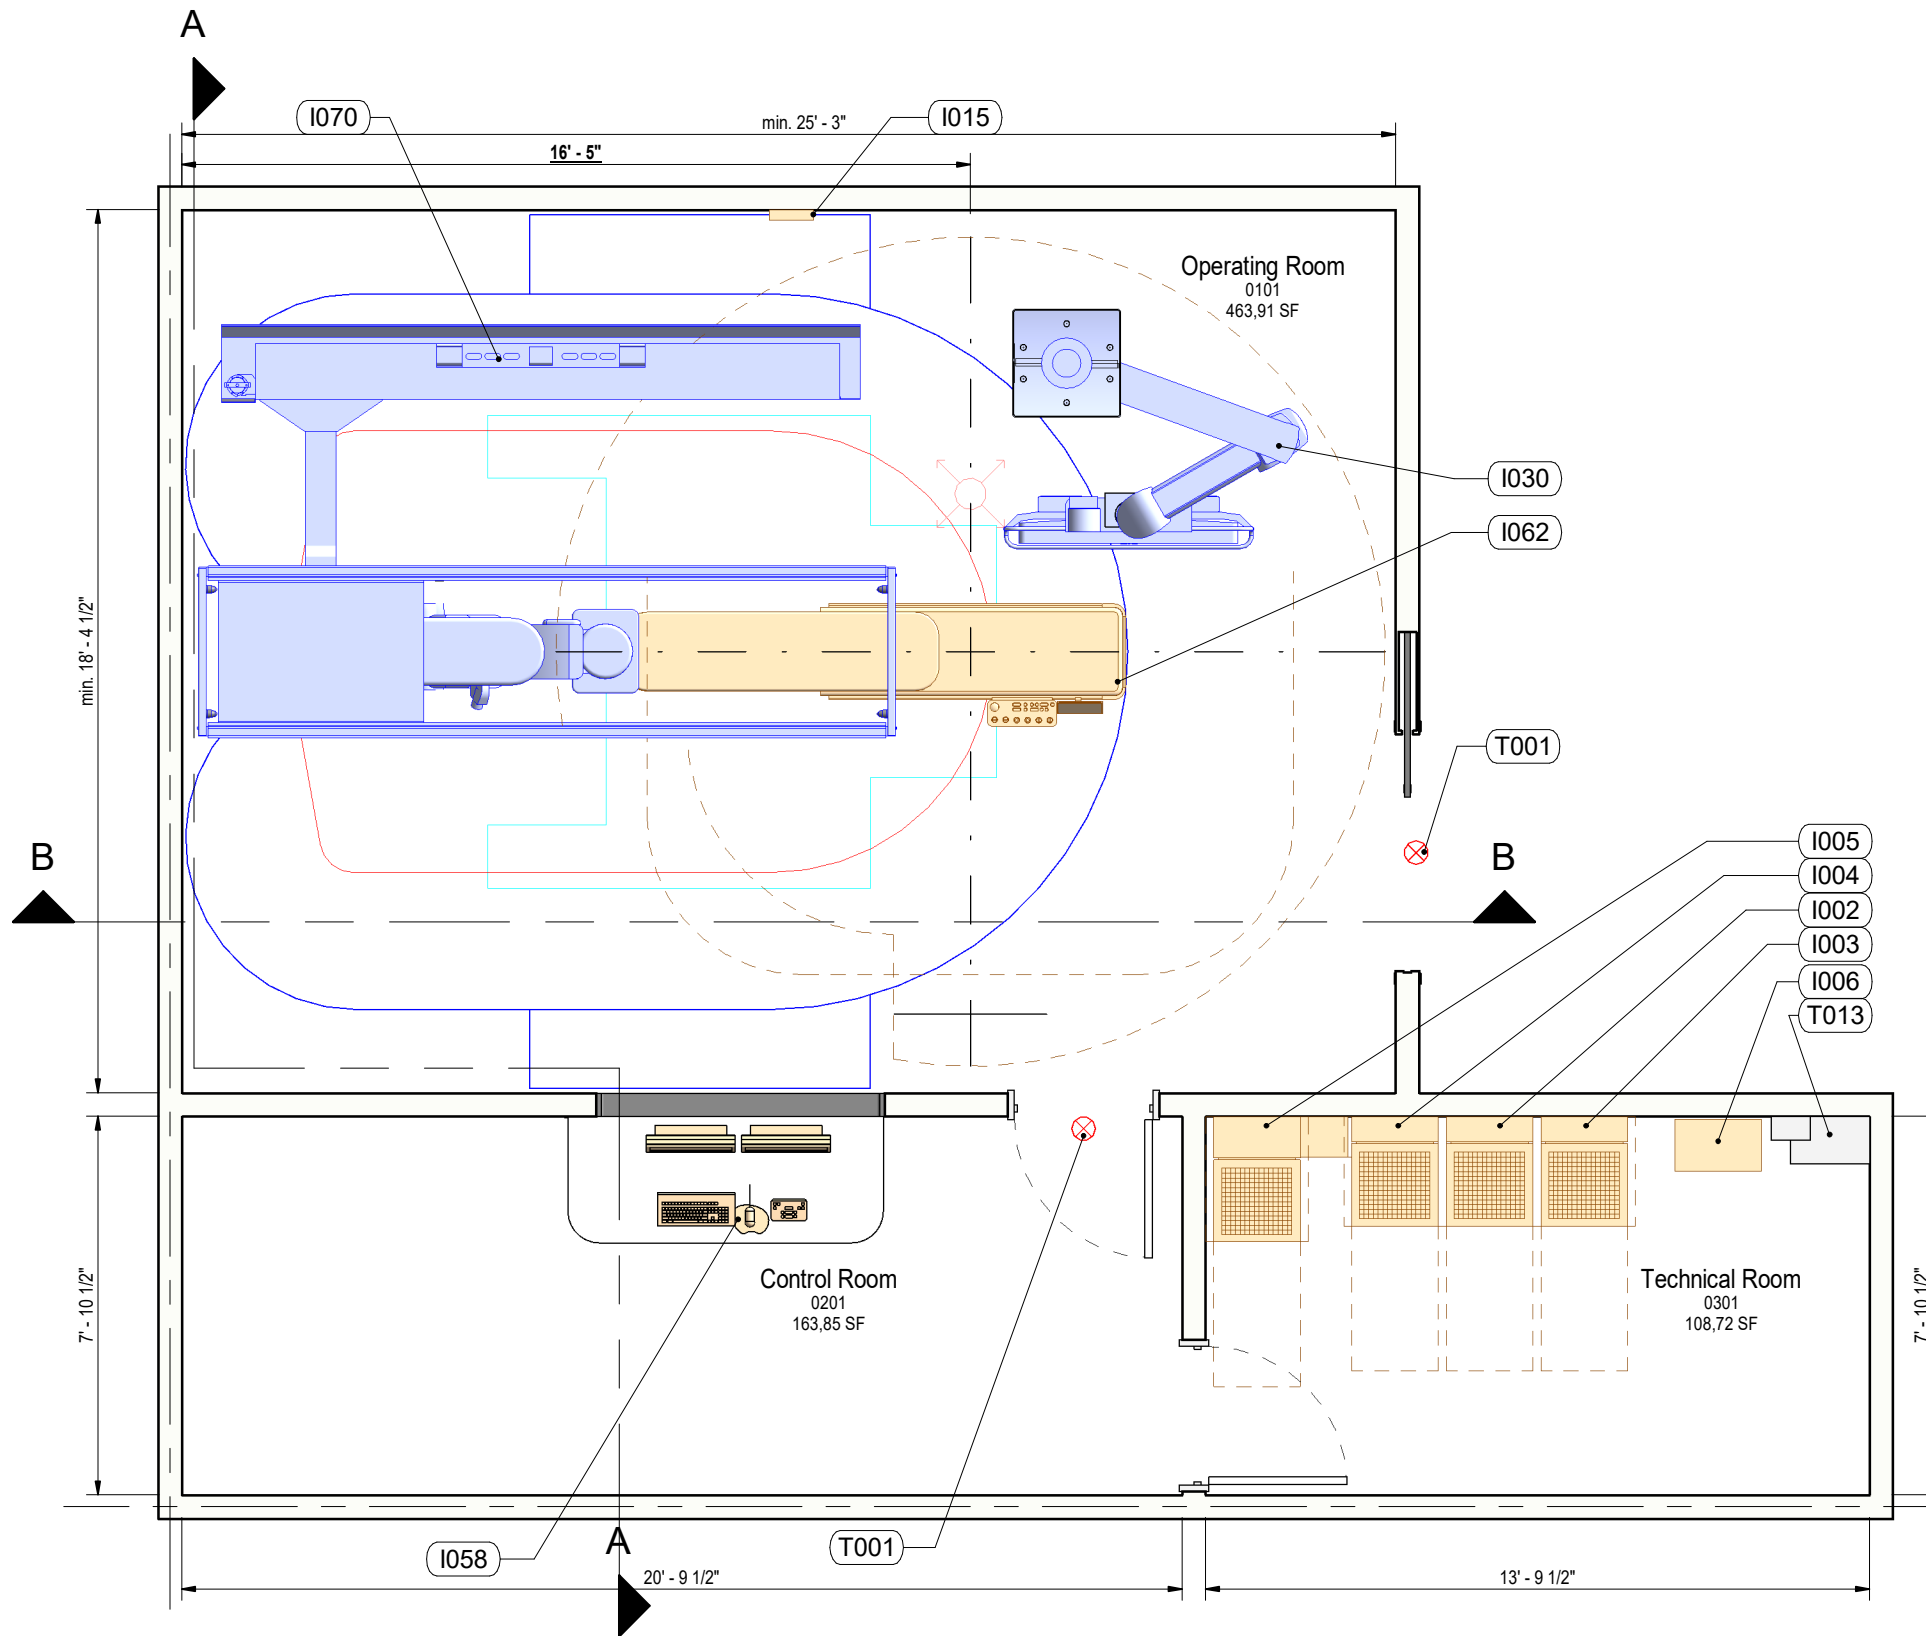 A
I070
I015
min. 25' - 3"
16' - 5"
Operating Room
0101
463,91 SF
I030
I062
min. 18' - 4 1/2"
T001
B
B
I005
I004
I002
I003
I006
T013
Control Room
0201
163,85 SF
Technical Room
0301
108,72 SF
7' - 10 1/2"
7' - 10 1/2"
I058
A
T001
20' - 9 1/2"
13' - 9 1/2"